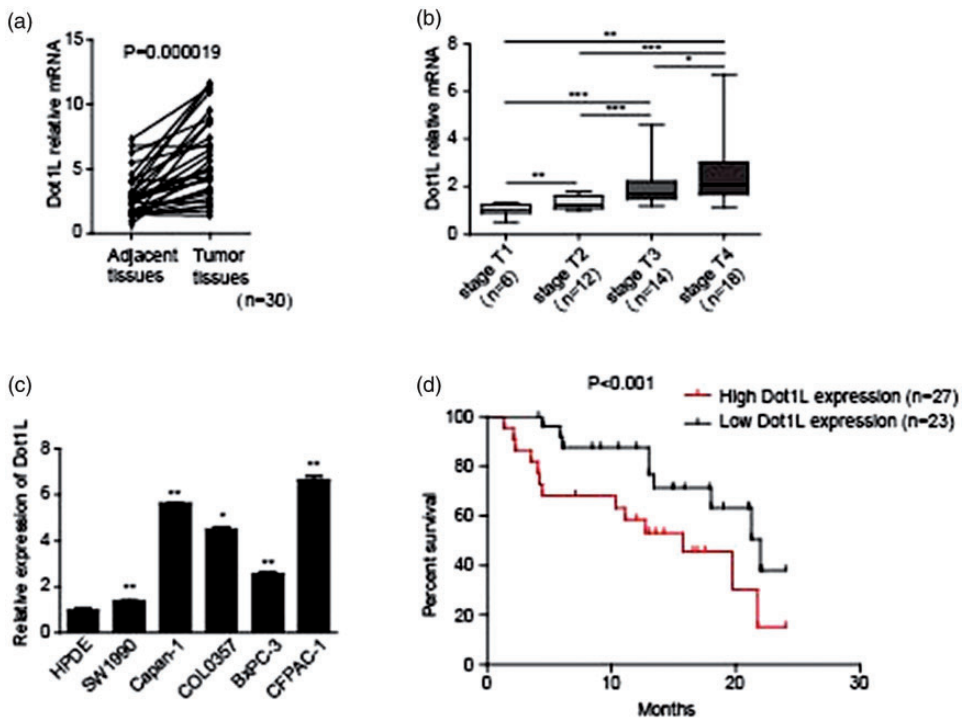 (a)
Dot1L relative mRNA
15
10
5
0
P=0.000019
Adjacent
tissues
Tumor
tissues
(n=30)
(b)
Dot1L relative mRNA
8
6
4
2
0
**
***
*
***
***
**
stage T1
(n=6)
stage T2
(n=12)
stage T3
(n=14)
stage T4
(n=18)
(c)
Relative expression of Dot1L
8
6
4
2
0
**
**
*
**
**
HPDE
SW1990
Capan-1
COL0357
BxPC-3
CFPAC-1
(d)
P<0.001
High Dot1L expression (n=27)
Low Dot1L expression (n=23)
Percent survival
100
80
60
40
20
0
0
10
20
30
Months